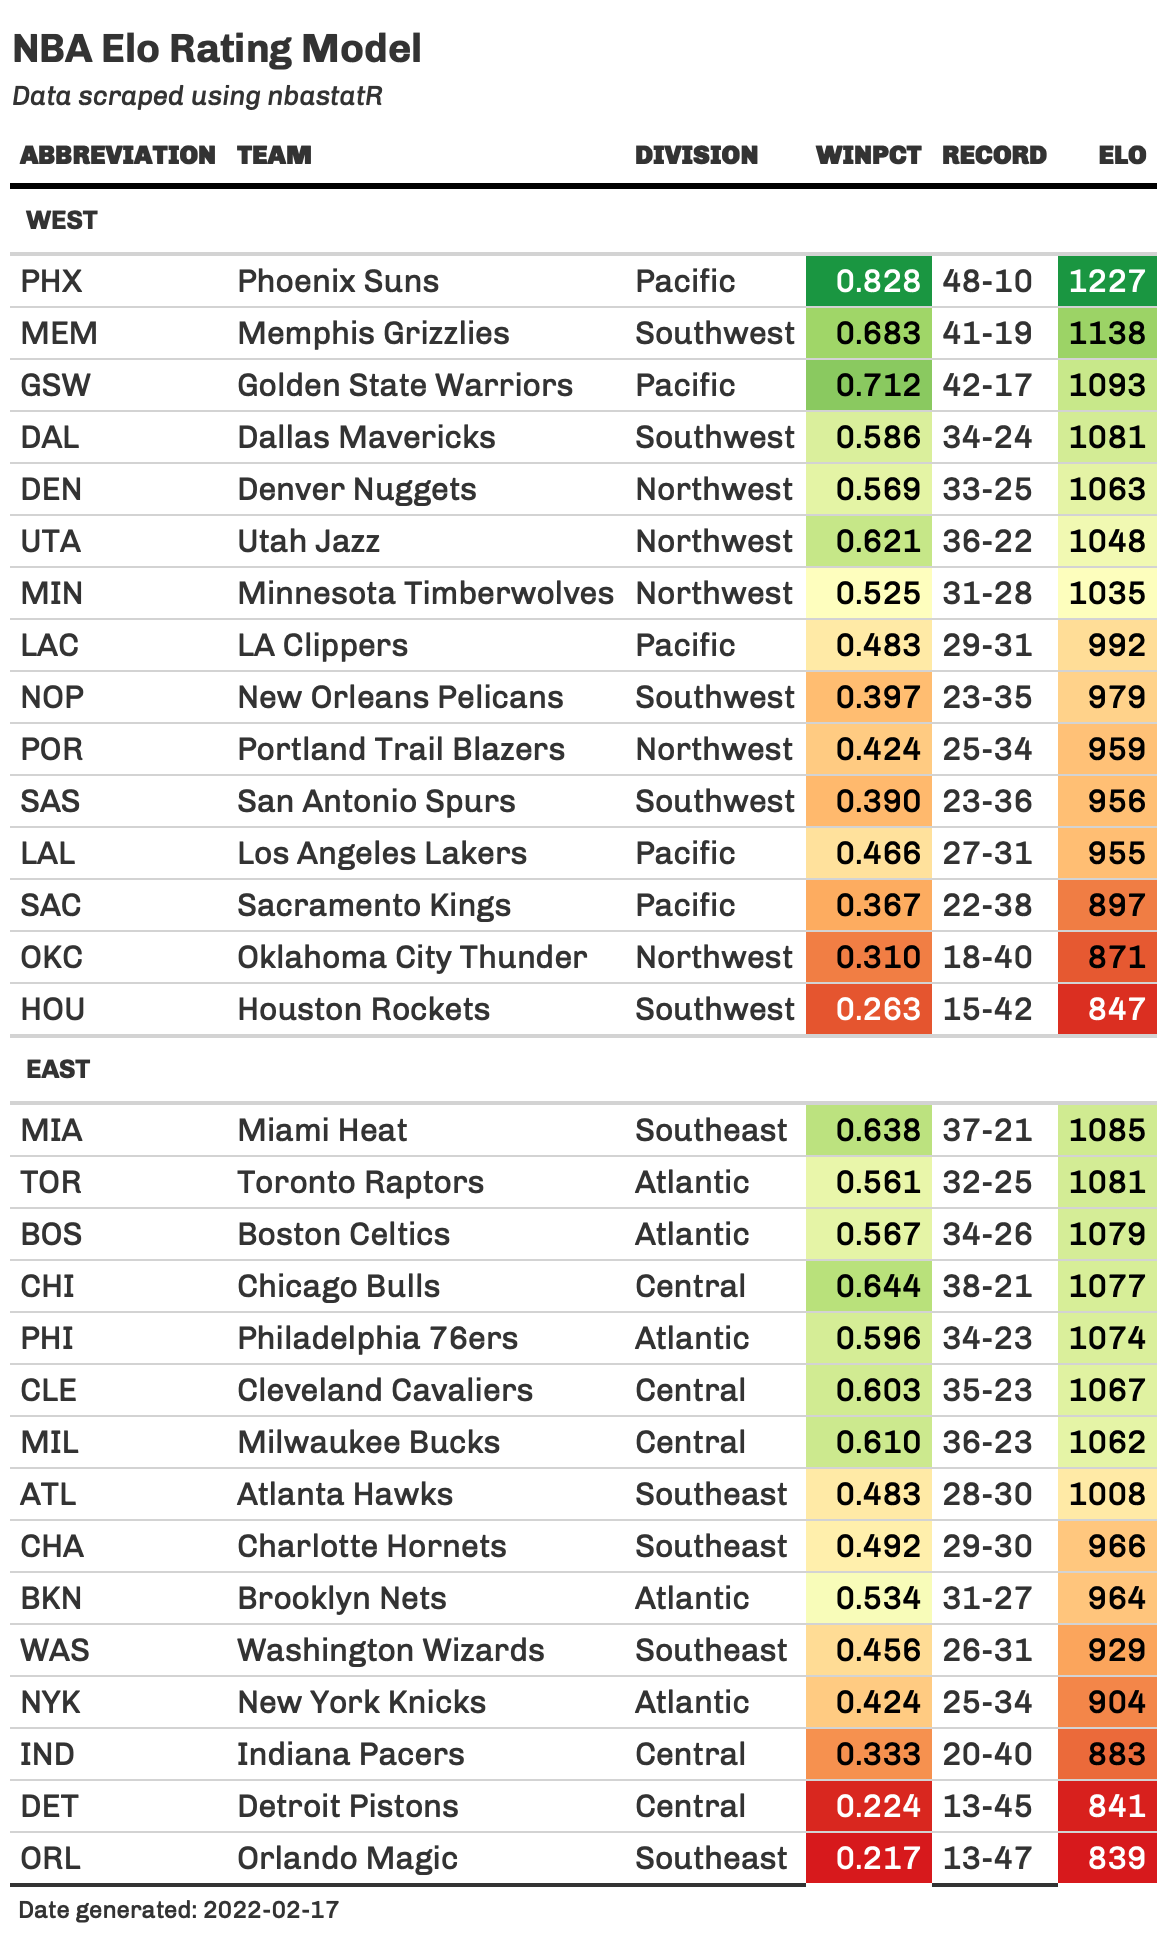 NBA Elo Rating Model
Data scraped using nbastatR
ABBREVIATION TEAM DIVISION WINPCT RECORD ELO
WEST
PHX Phoenix Suns Pacific 0.828 48-10 1227
MEM Memphis Grizzlies Southwest 0.683 41-19 1138
GSW Golden State Warriors Pacific 0.712 42-17 1093
DAL Dallas Mavericks Southwest 0.586 34-24 1081
DEN Denver Nuggets Northwest 0.569 33-25 1063
UTA Utah Jazz Northwest 0.621 36-22 1048
MIN Minnesota Timberwolves Northwest 0.525 31-28 1035
LAC LA Clippers Pacific 0.483 29-31 992
NOP New Orleans Pelicans Southwest 0.397 23-35 979
POR Portland Trail Blazers Northwest 0.424 25-34 959
SAS San Antonio Spurs Southwest 0.390 23-36 956
LAL Los Angeles Lakers Pacific 0.466 27-31 955
SAC Sacramento Kings Pacific 0.367 22-38 897
OKC Oklahoma City Thunder Northwest 0.310 18-40 871
HOU Houston Rockets Southwest 0.263 15-42 847
EAST
MIA Miami Heat Southeast 0.638 37-21 1085
TOR Toronto Raptors Atlantic 0.561 32-25 1081
BOS Boston Celtics Atlantic 0.567 34-26 1079
CHI Chicago Bulls Central 0.644 38-21 1077
PHI Philadelphia 76ers Atlantic 0.596 34-23 1074
CLE Cleveland Cavaliers Central 0.603 35-23 1067
MIL Milwaukee Bucks Central 0.610 36-23 1062
ATL Atlanta Hawks Southeast 0.483 28-30 1008
CHA Charlotte Hornets Southeast 0.492 29-30 966
BKN Brooklyn Nets Atlantic 0.534 31-27 964
WAS Washington Wizards Southeast 0.456 26-31 929
NYK New York Knicks Atlantic 0.424 25-34 904
IND Indiana Pacers Central 0.333 20-40 883
DET Detroit Pistons Central 0.224 13-45 841
ORL Orlando Magic Southeast 0.217 13-47 839
Date generated: 2022-02-17